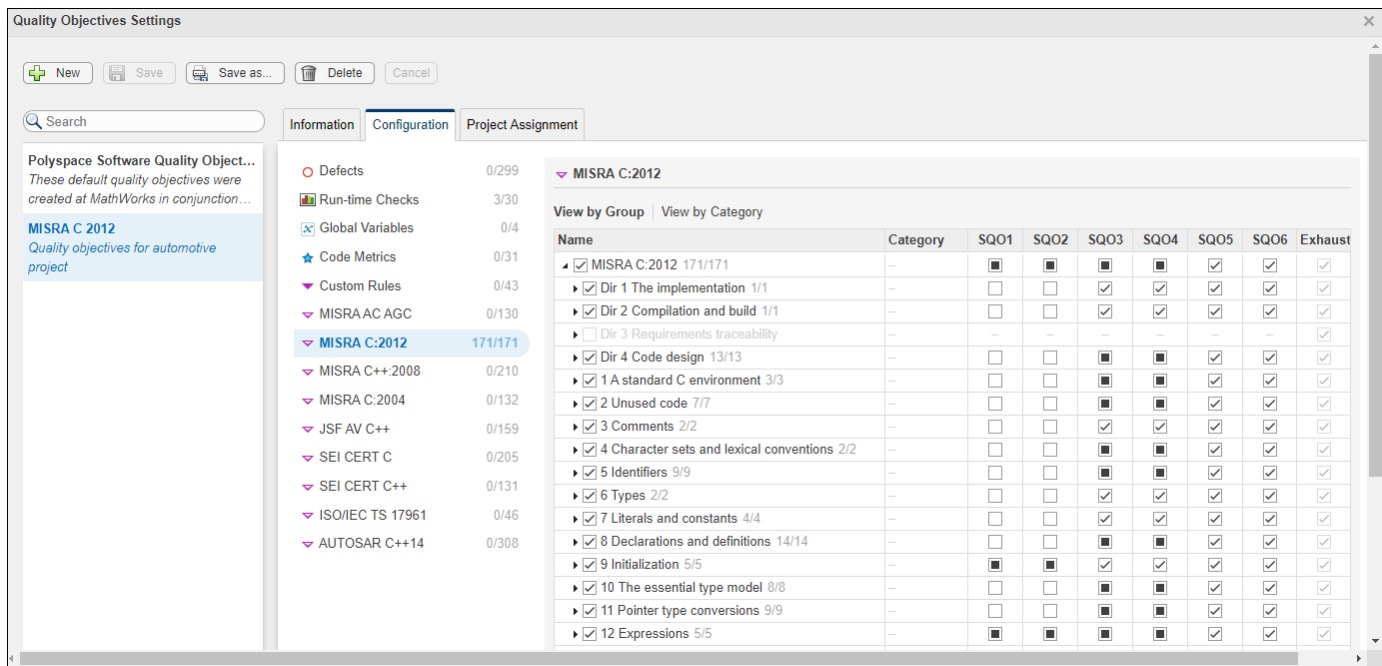 Quality Objectives Settings
New Save Save as... Delete Cancel
Search
Polyspace Software Quality Object...
These default quality objectives were
created at MathWorks in conjunction...
MISRA C 2012
Quality objectives for automotive
project
Information Configuration Project Assignment
Defects 0/299
Run-time Checks 3/30
Global Variables 0/4
Code Metrics 0/31
Custom Rules 0/43
MISRA AC AGC 0/130
MISRA C:2012 171/171
MISRA C++:2008 0/210
MISRA C:2004 0/132
JSF AV C++ 0/159
SEI CERT C 0/205
SEI CERT C++ 0/131
ISO/IEC TS 17961 0/46
AUTOSAR C++14 0/308
MISRA C:2012
View by Group View by Category
Name Category SQO1 SQO2 SQO3 SQO4 SQO5 SQO6 Exhaust
MISRA C:2012 171/171 –
Dir 1 The implementation 1/1 –
Dir 2 Compilation and build 1/1 –
Dir 3 Requirements traceability – – – – – – –
Dir 4 Code design 13/13 –
1 A standard C environment 3/3 –
2 Unused code 7/7 –
3 Comments 2/2 –
4 Character sets and lexical conventions 2/2 –
5 Identifiers 9/9 –
6 Types 2/2 –
7 Literals and constants 4/4 –
8 Declarations and definitions 14/14 –
9 Initialization 5/5 –
10 The essential type model 8/8 –
11 Pointer type conversions 9/9 –
12 Expressions 5/5 –